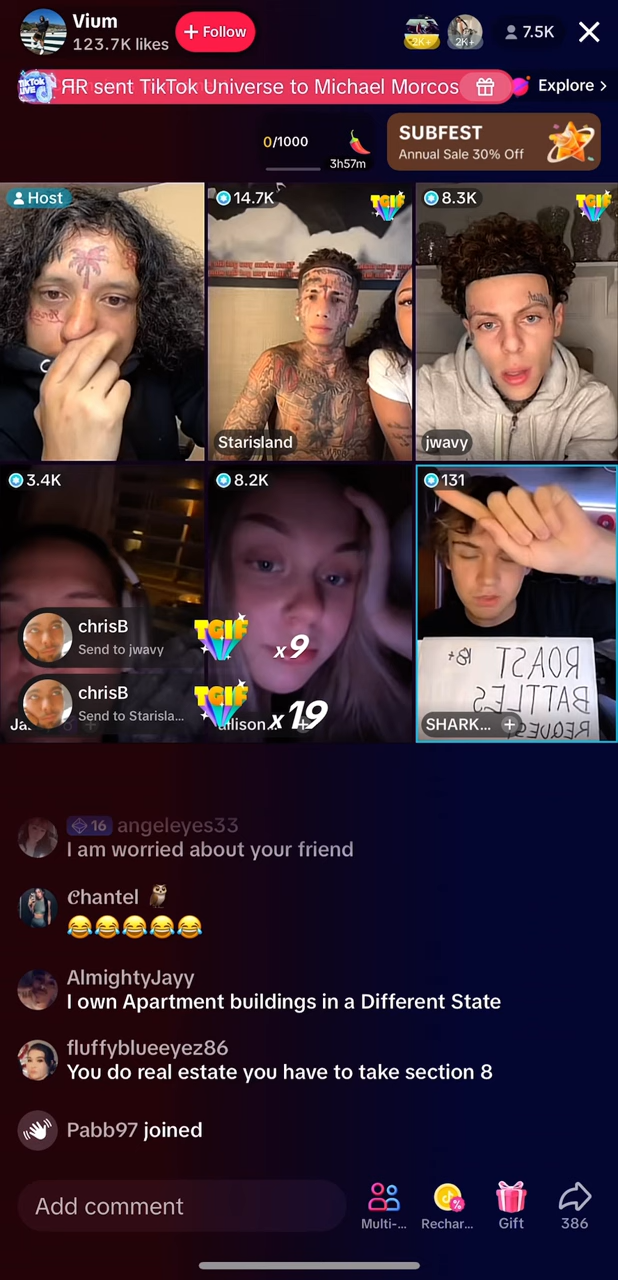 Vium
123.7K likes
+ Follow
2K+
2K+
7.5K
TikTok
LIVE
ЯR sent TikTok Universe to Michael Morcos
Explore >
0/1000
3h57m
SUBFEST
Annual Sale 30% Off
Host
14.7K
TGIF
8.3K
TGIF
Starisland
jwavy
3.4K
8.2K
131
chrisB
Send to jwavy
TGIF
x9
chrisB
Send to Starisla...
TGIF
x19
ROAST
18+
BATTLES
REQUEST
SHARK...
16 angeleyes33
I am worried about your friend
Chantel 🦉
😂😂😂😂😂
AlmightyJayy
I own Apartment buildings in a Different State
fluffyblueeyez86
You do real estate you have to take section 8
Pabb97 joined
Add comment
Multi-...
Rechar...
Gift
386